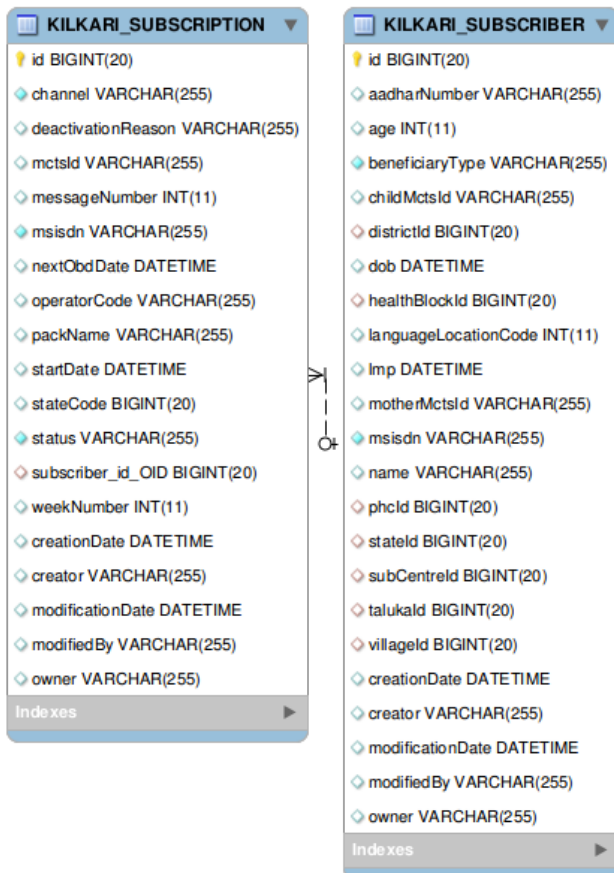 KILKARI_SUBSCRIPTION
id BIGINT(20)
channel VARCHAR(255)
deactivationReason VARCHAR(255)
mctsId VARCHAR(255)
messageNumber INT(11)
msisdn VARCHAR(255)
nextObdDate DATETIME
operatorCode VARCHAR(255)
packName VARCHAR(255)
startDate DATETIME
stateCode BIGINT(20)
status VARCHAR(255)
subscriber_id_OID BIGINT(20)
weekNumber INT(11)
creationDate DATETIME
creator VARCHAR(255)
modificationDate DATETIME
modifiedBy VARCHAR(255)
owner VARCHAR(255)
Indexes
KILKARI_SUBSCRIBER
id BIGINT(20)
aadharNumber VARCHAR(255)
age INT(11)
beneficiaryType VARCHAR(255)
childMctsId VARCHAR(255)
districtId BIGINT(20)
dob DATETIME
healthBlockId BIGINT(20)
languageLocationCode INT(11)
lmp DATETIME
motherMctsId VARCHAR(255)
msisdn VARCHAR(255)
name VARCHAR(255)
phcId BIGINT(20)
stateId BIGINT(20)
subCentreId BIGINT(20)
talukaId BIGINT(20)
villageId BIGINT(20)
creationDate DATETIME
creator VARCHAR(255)
modificationDate DATETIME
modifiedBy VARCHAR(255)
owner VARCHAR(255)
Indexes